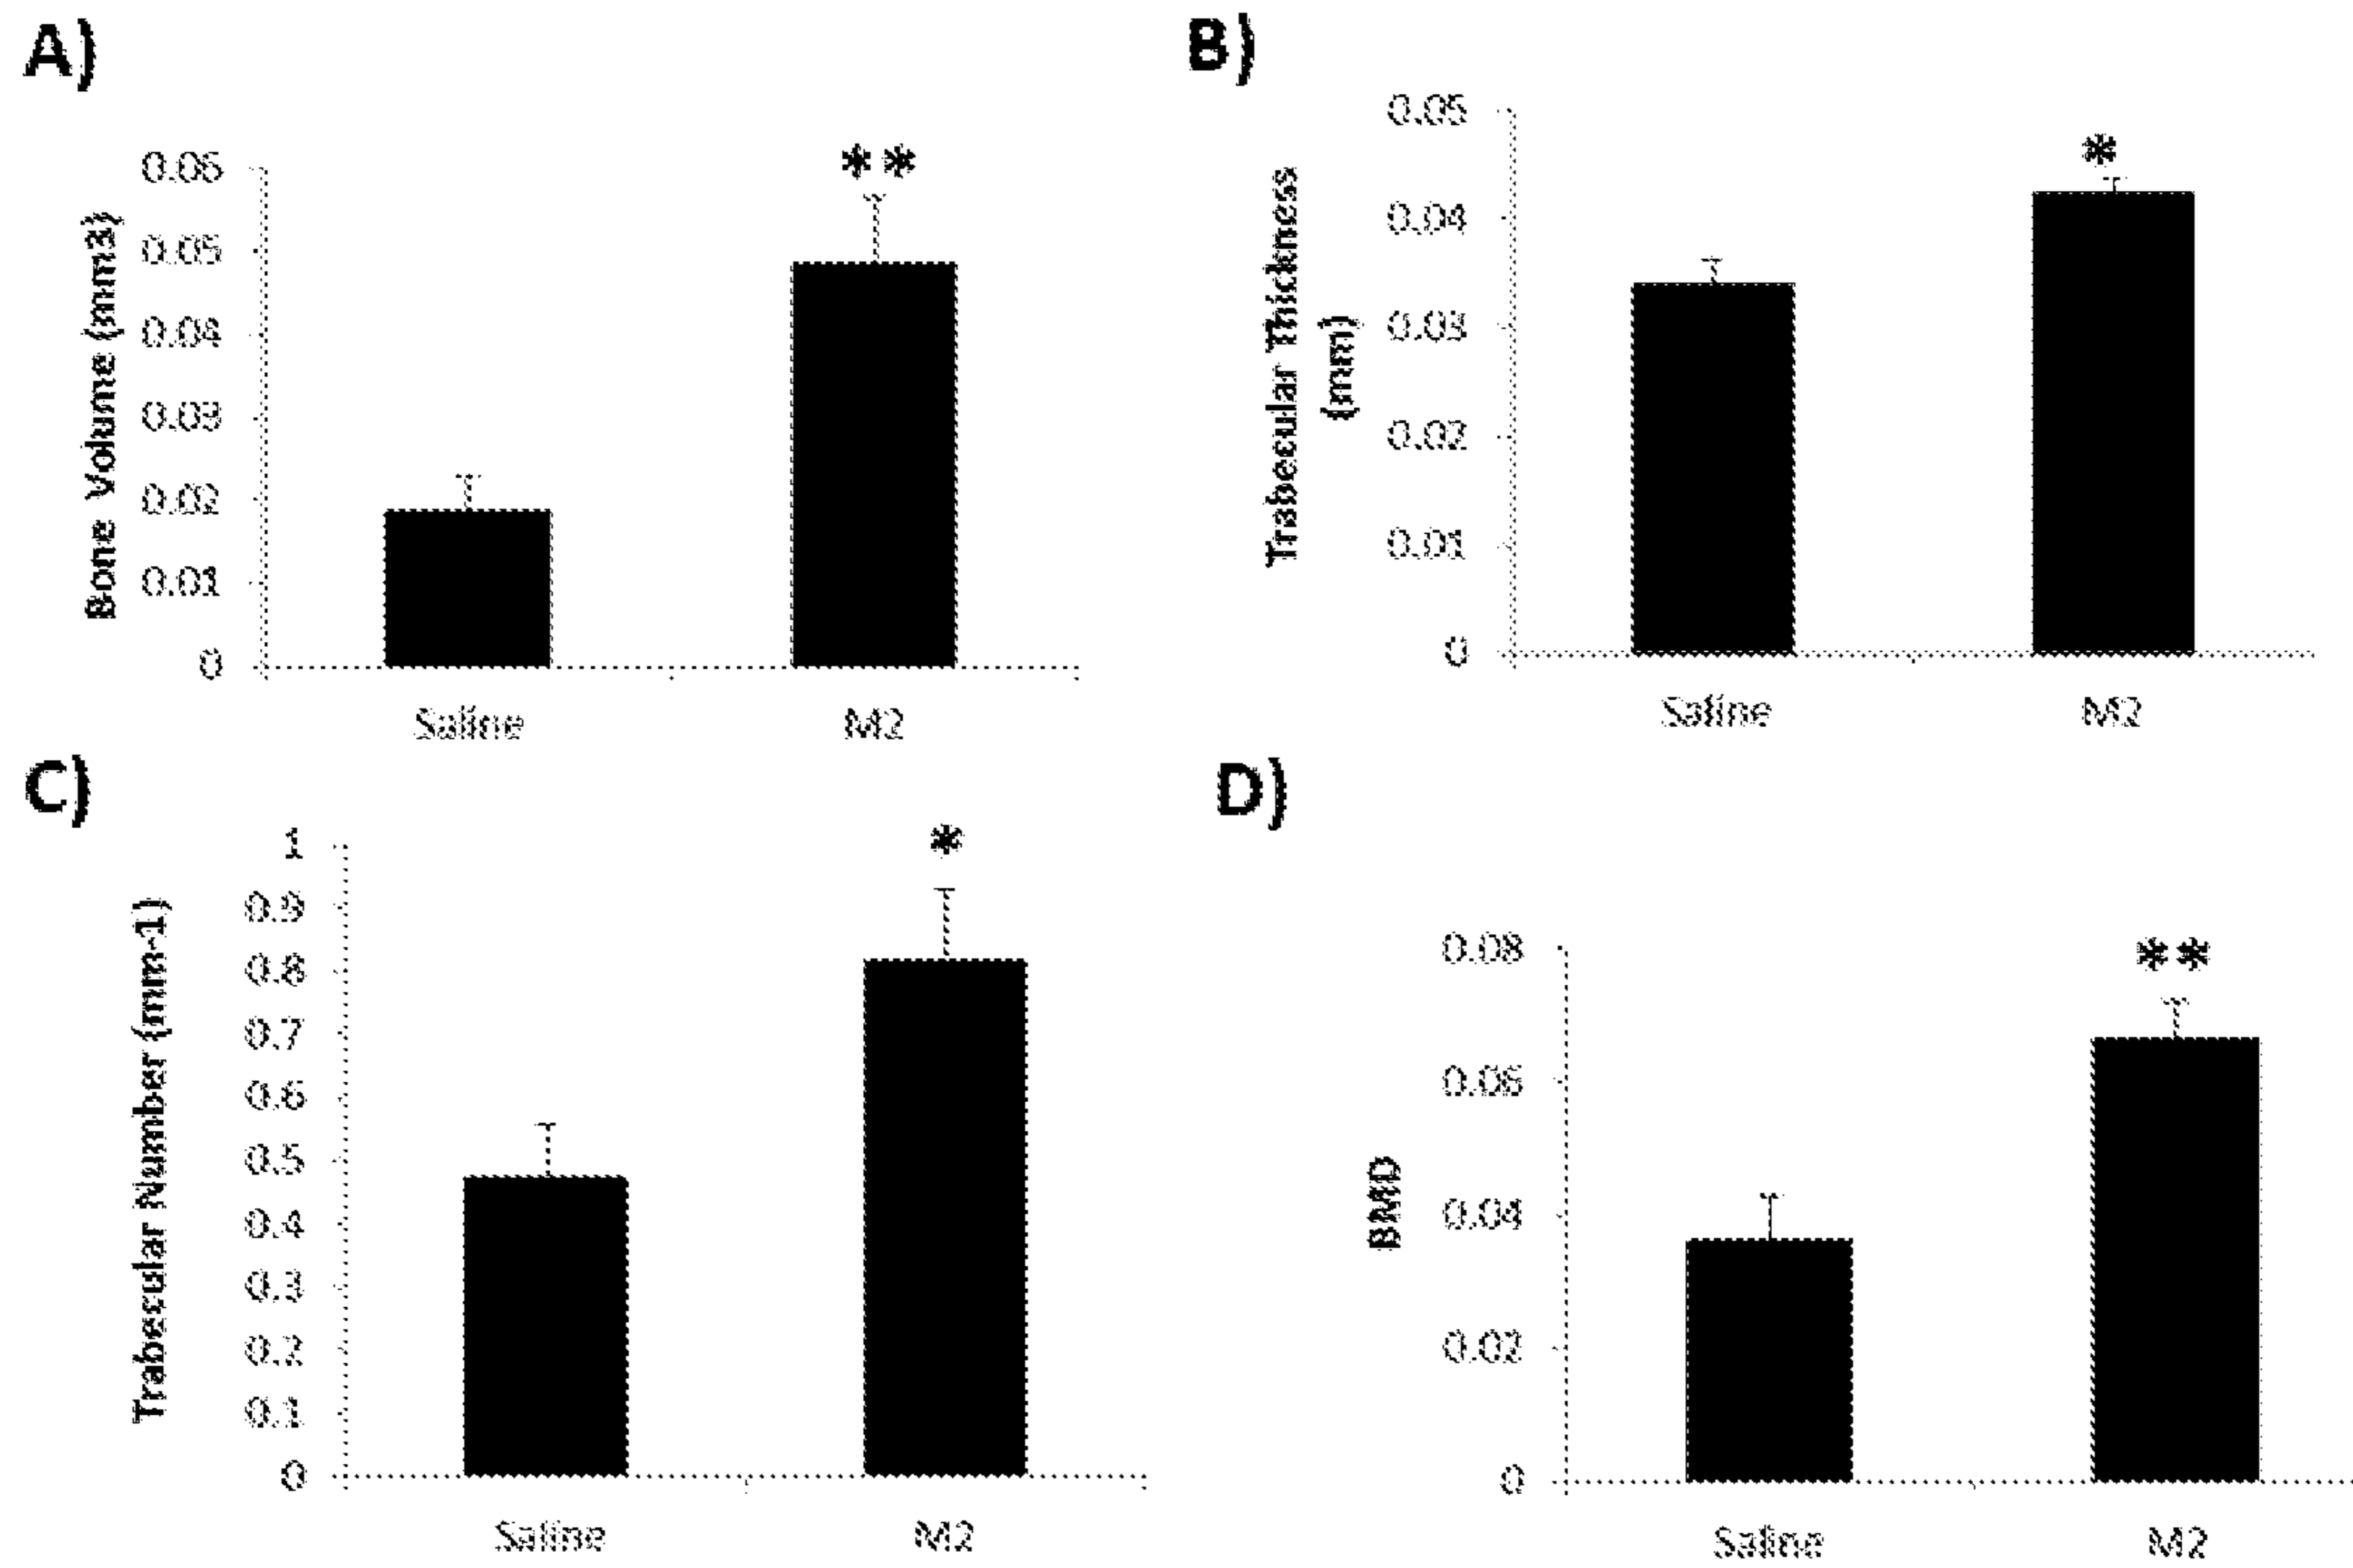 A)
Bone Volume (mm3)
0.06
0.05
0.04
0.03
0.02
0.01
0
**
Saline
M2
B)
Trabecular Thickness
(mm)
0.05
0.04
0.03
0.02
0.01
0
*
Saline
M2
C)
Trabecular Number (mm-1)
1
0.9
0.8
0.7
0.6
0.5
0.4
0.3
0.2
0.1
0
*
Saline
M2
D)
BMD
0.08
0.06
0.04
0.02
0
**
Saline
M2